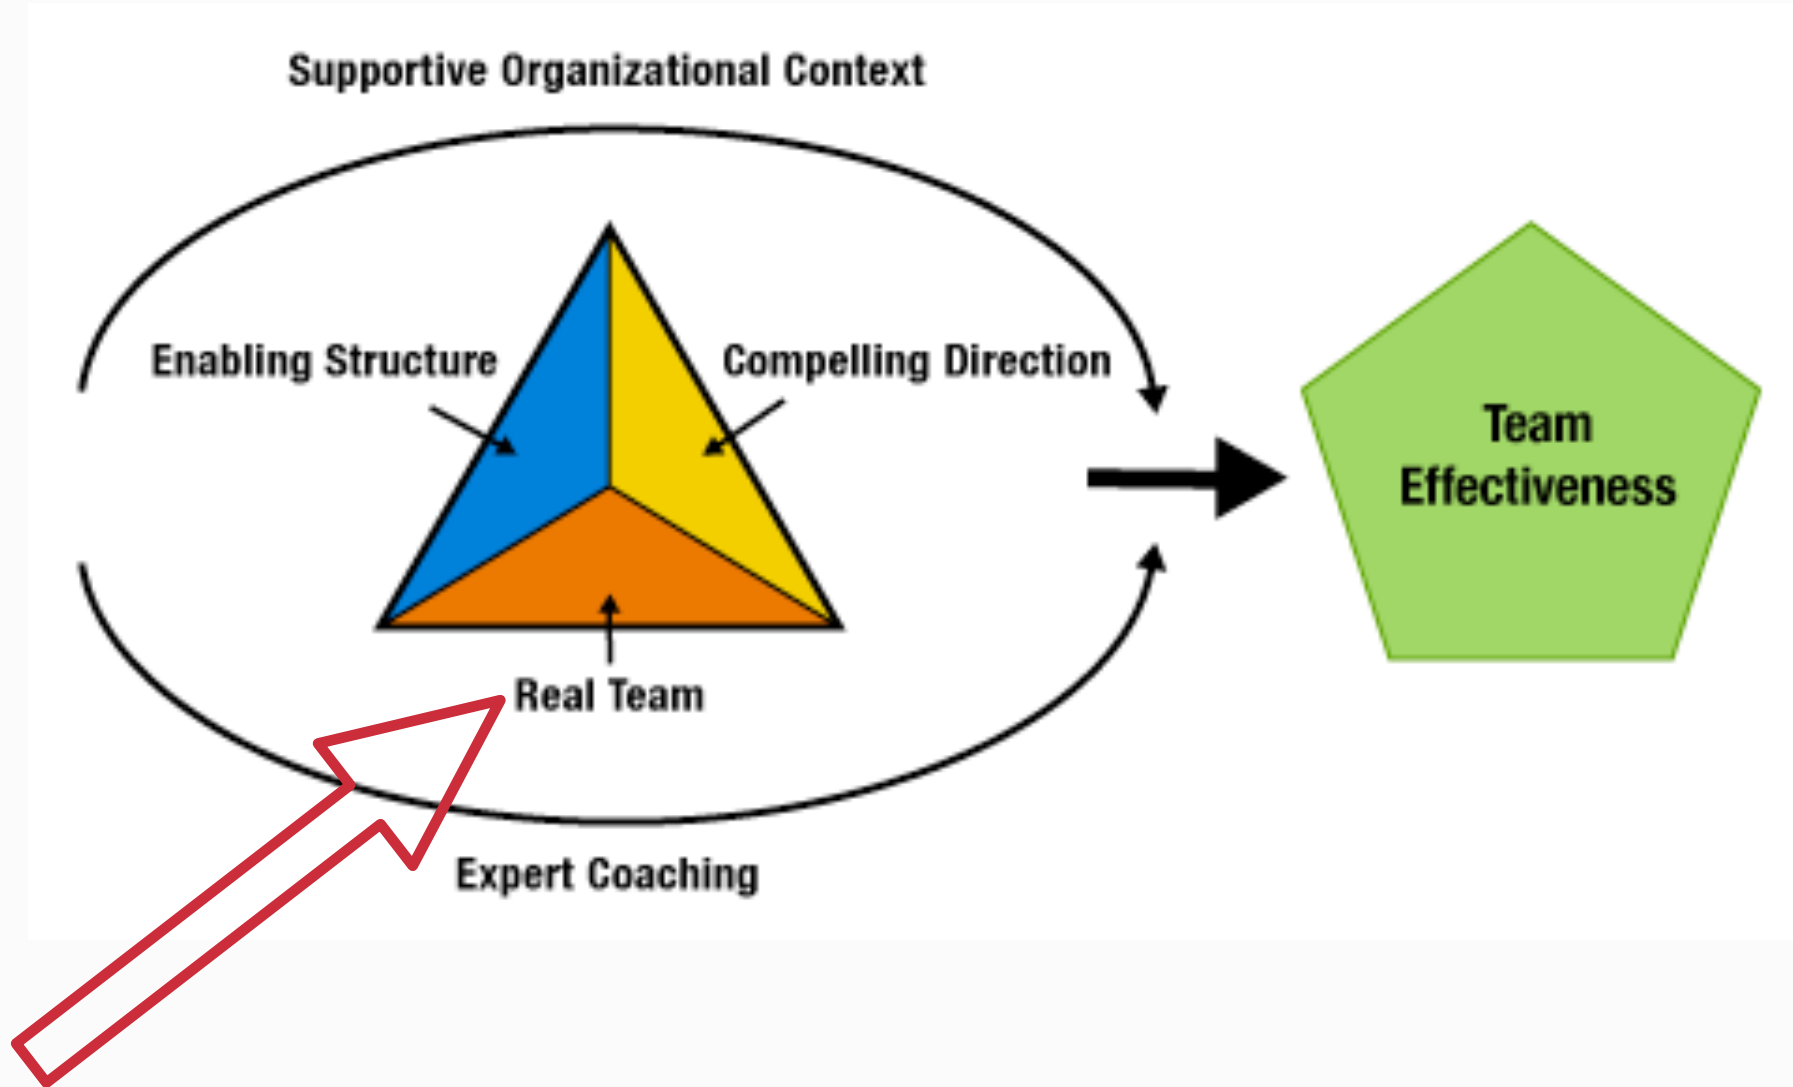 Supportive Organizational Context
Enabling Structure
Compelling Direction
Team
Effectiveness
Real Team
Expert Coaching